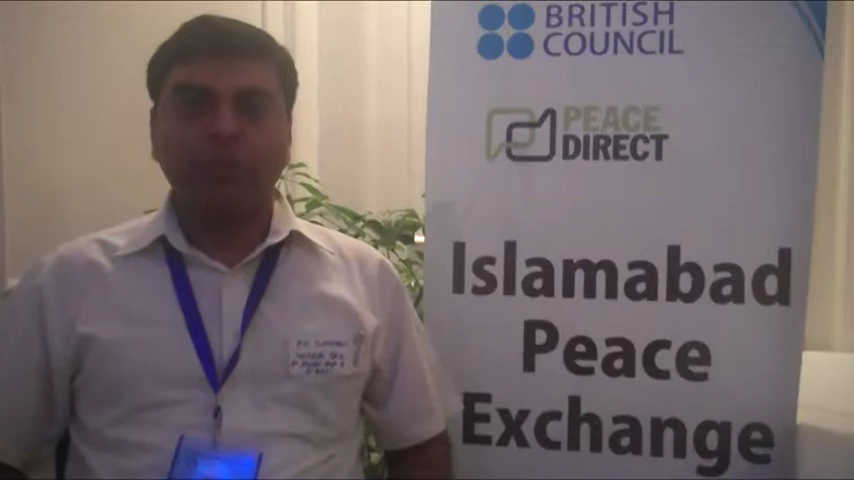 BRITISH
COUNCIL
PEACE
DIRECT
Islamabad
Peace
Exchange